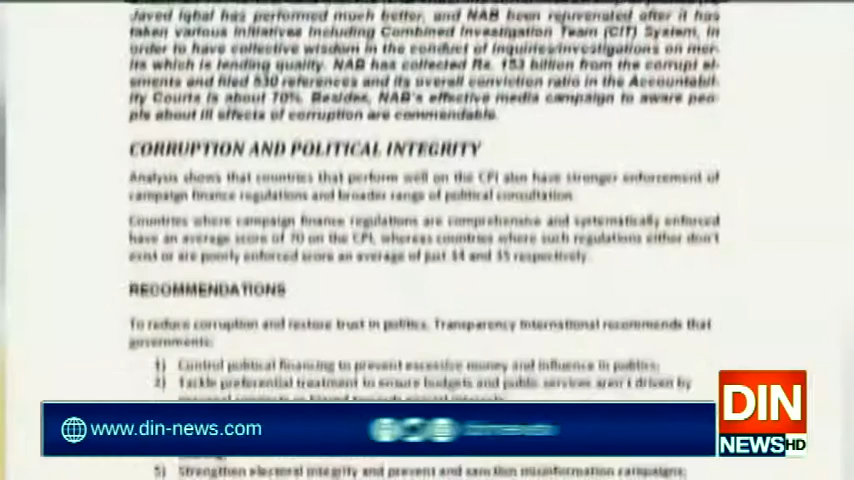 Javed Iqbal has performed much better, and NAB been rejuvenated after it has
taken various initiatives including Combined Investigation Team (CIT) System, in
order to have collective wisdom in the conduct of inquiries/investigations on mer-
its which is lending quality. NAB has collected Rs. 153 billion from the corrupt el-
ements and filed 530 references and its overall conviction ratio in the Accountabil-
ity Courts is about 70%. Besides, NAB's effective media campaign to aware peo-
ple about ill effects of corruption are commendable.
CORRUPTION AND POLITICAL INTEGRITY
Analysis shows that countries that perform well on the CPI also have stronger enforcement of
campaign finance regulations and broader range of political consultation.
Countries where campaign finance regulations are comprehensive and systematically enforced
have an average score of 70 on the CPI, whereas countries where such regulations either don't
exist or are poorly enforced score an average of just 34 and 35 respectively.
RECOMMENDATIONS
To reduce corruption and restore trust in politics, Transparency International recommends that
governments:
1) Control political financing to prevent excessive money and influence in politics;
2) Tackle preferential treatment to ensure budgets and public services aren't driven by
www.din-news.com
DIN
NEWS HD
5) Strengthen electoral integrity and prevent and sanction misinformation campaigns;